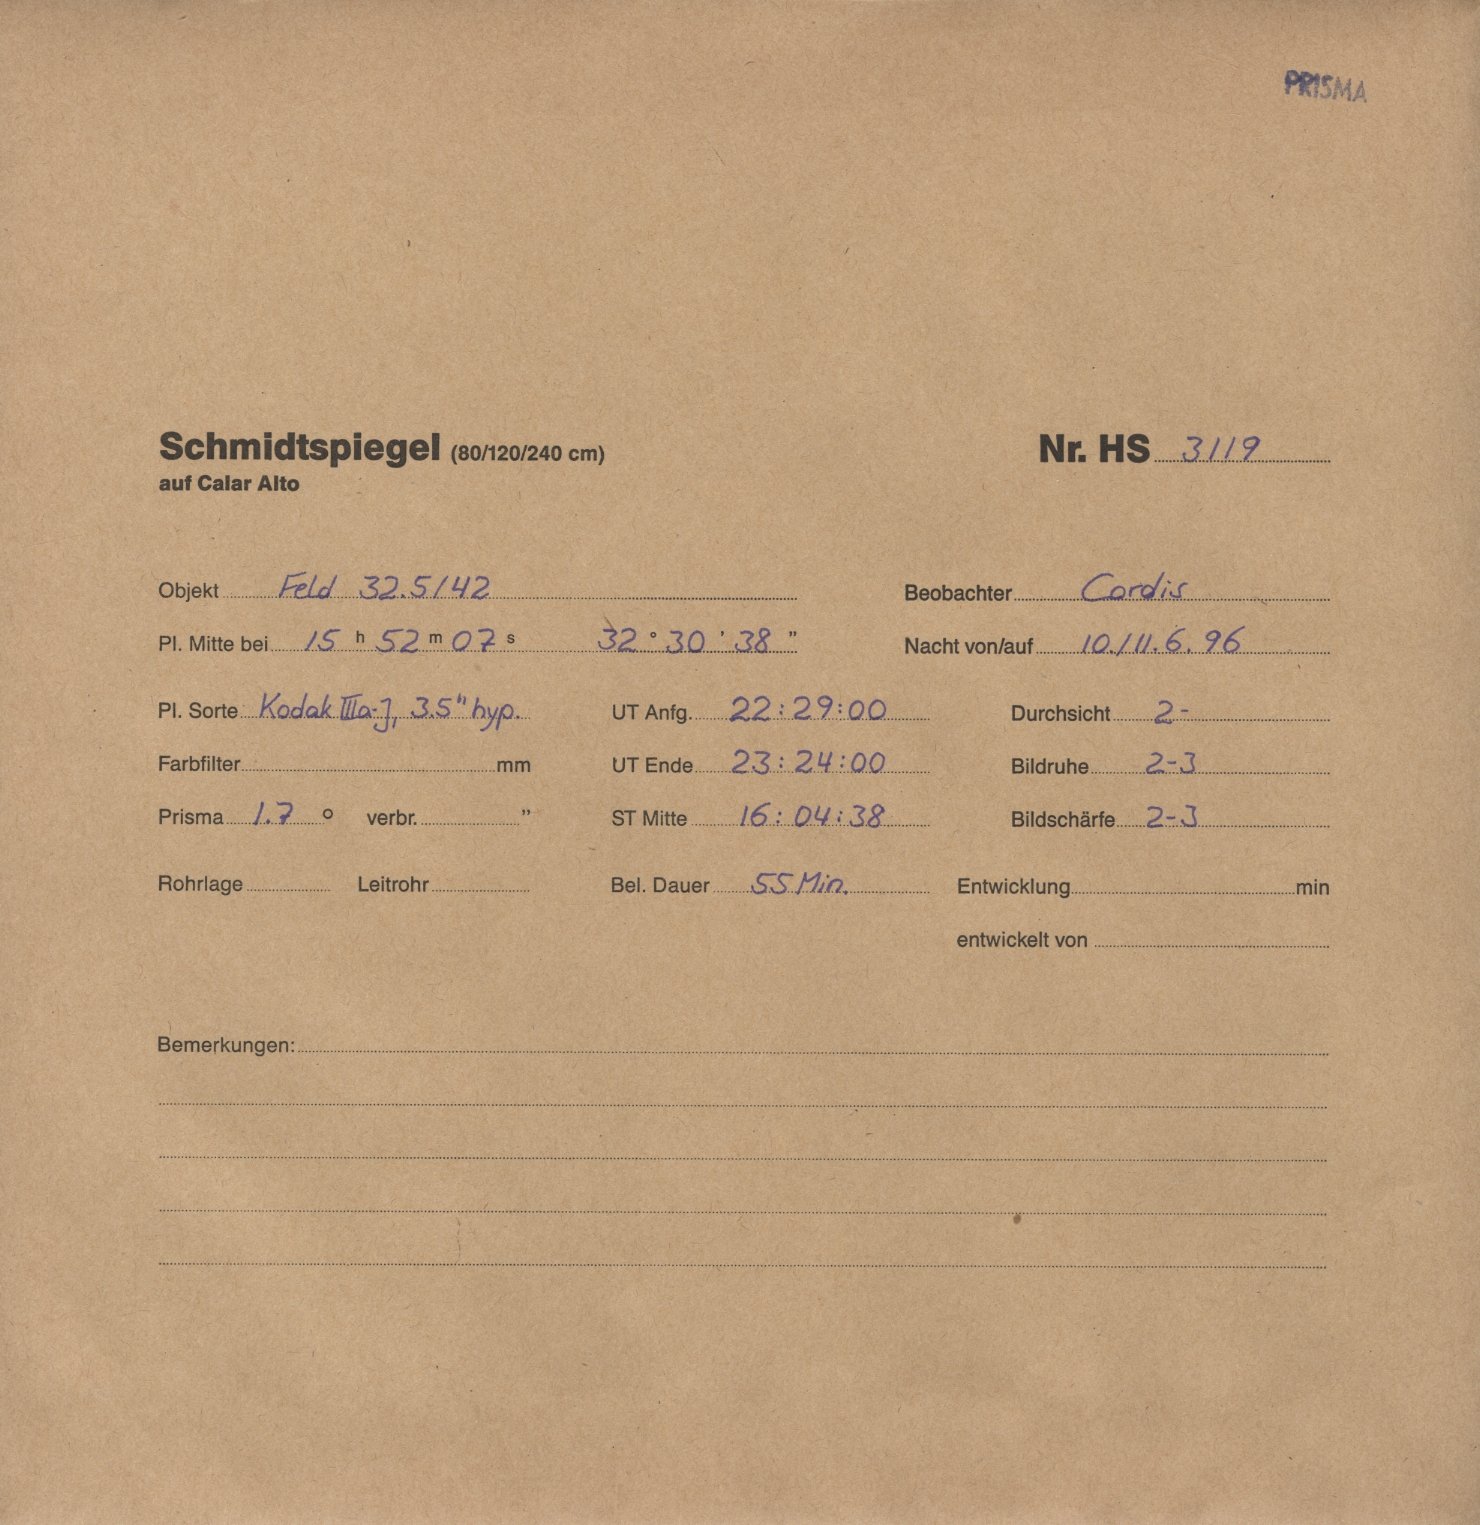 PRISMA
Schmidtspiegel (80/120/240 cm) Nr. HS 3119
auf Calar Alto
Objekt Feld 32.5/42 Beobachter Cordis
Pl. Mitte bei 15 h 52 m 07 s 32 ° 30 ' 38 " Nacht von/auf 10./11.6.96
Pl. Sorte Kodak IIIa-J, 3.5h hyp. UT Anfg. 22:29:00 Durchsicht 2-
Farbfilter mm UT Ende 23:24:00 Bildruhe 2-3
Prisma 1.7 ° verbr. " ST Mitte 16:04:38 Bildschärfe 2-3
Rohrlage Leitrohr Bel. Dauer 55 Min. Entwicklung min
entwickelt von
Bemerkungen: